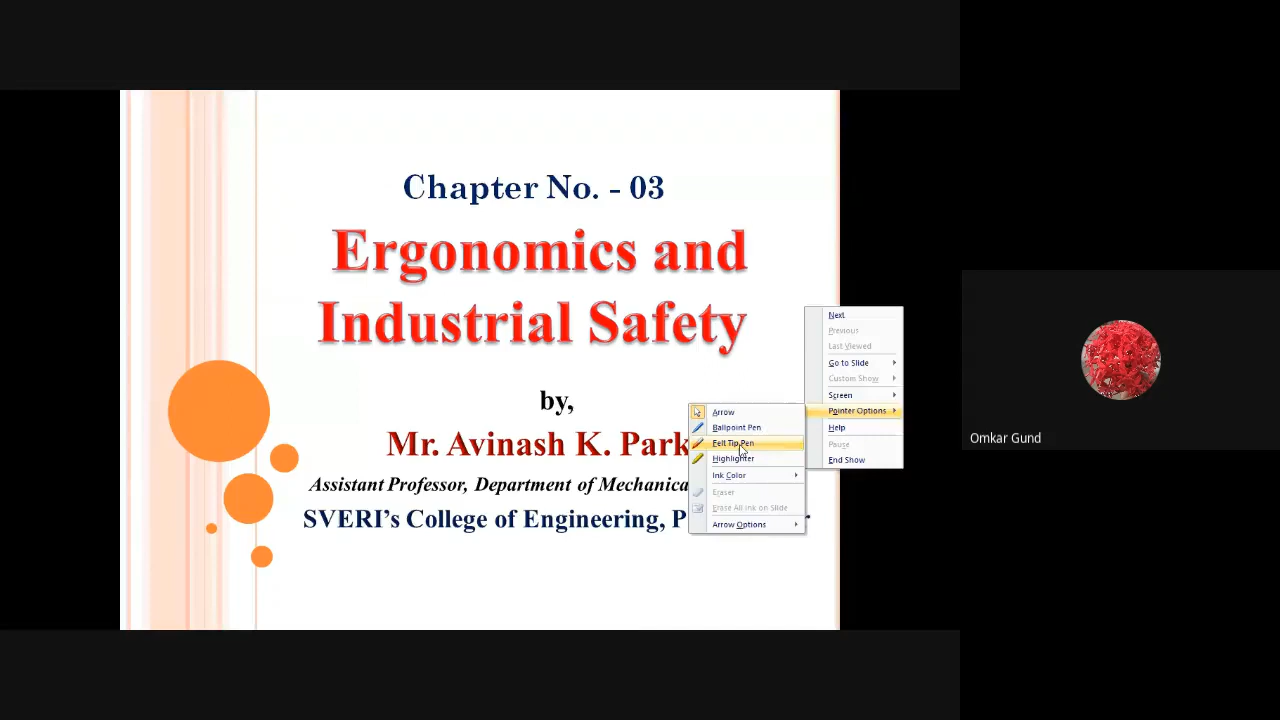 Chapter No. - 03
Ergonomics and
Industrial Safety
by,
Mr. Avinash K. Park
Assistant Professor, Department of Mechanica
SVERI’s College of Engineering, P
Next
Previous
Last Viewed
Go to Slide
Custom Show
Screen
Pointer Options
Help
Pause
End Show
Arrow
Ballpoint Pen
Felt Tip Pen
Highlighter
Ink Color
Eraser
Erase All Ink on Slide
Arrow Options
Omkar Gund